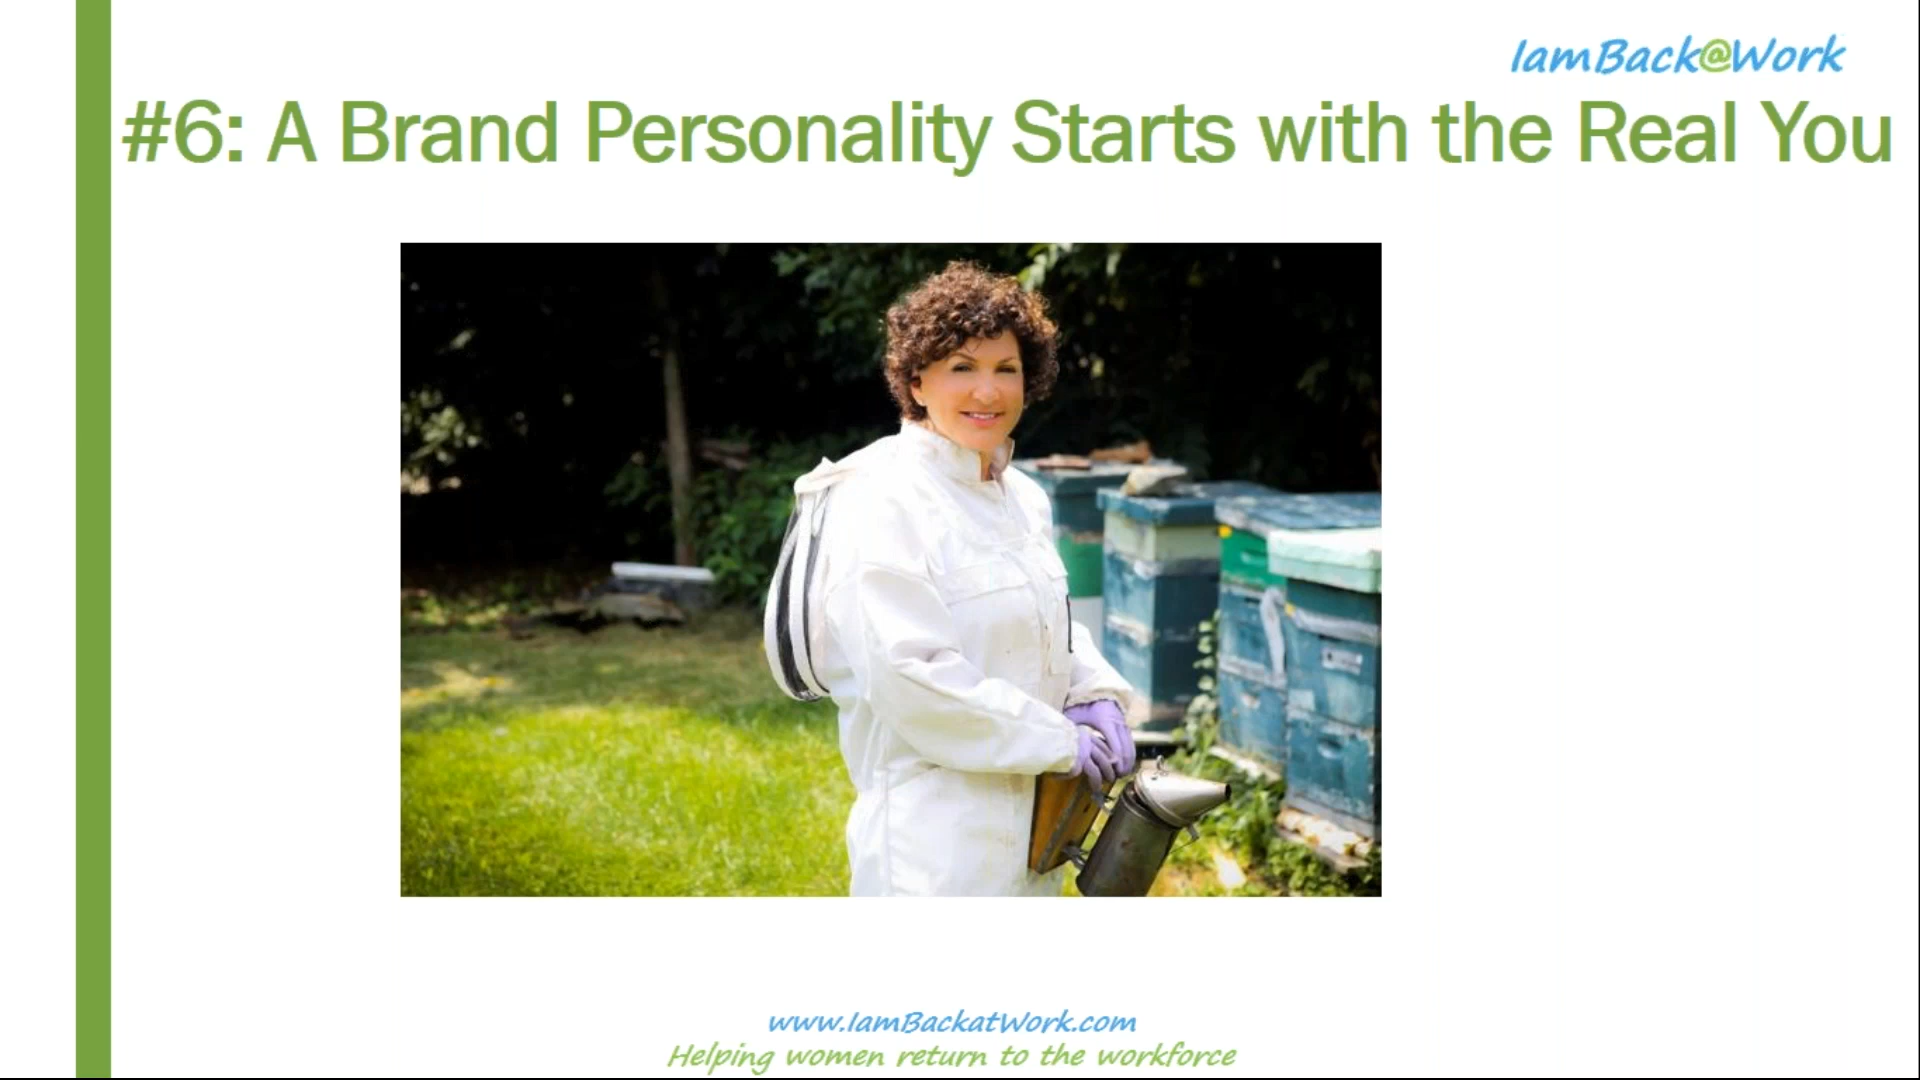 IamBack@Work
#6: A Brand Personality Starts with the Real You
www.IamBackatWork.com
Helping women return to the workforce